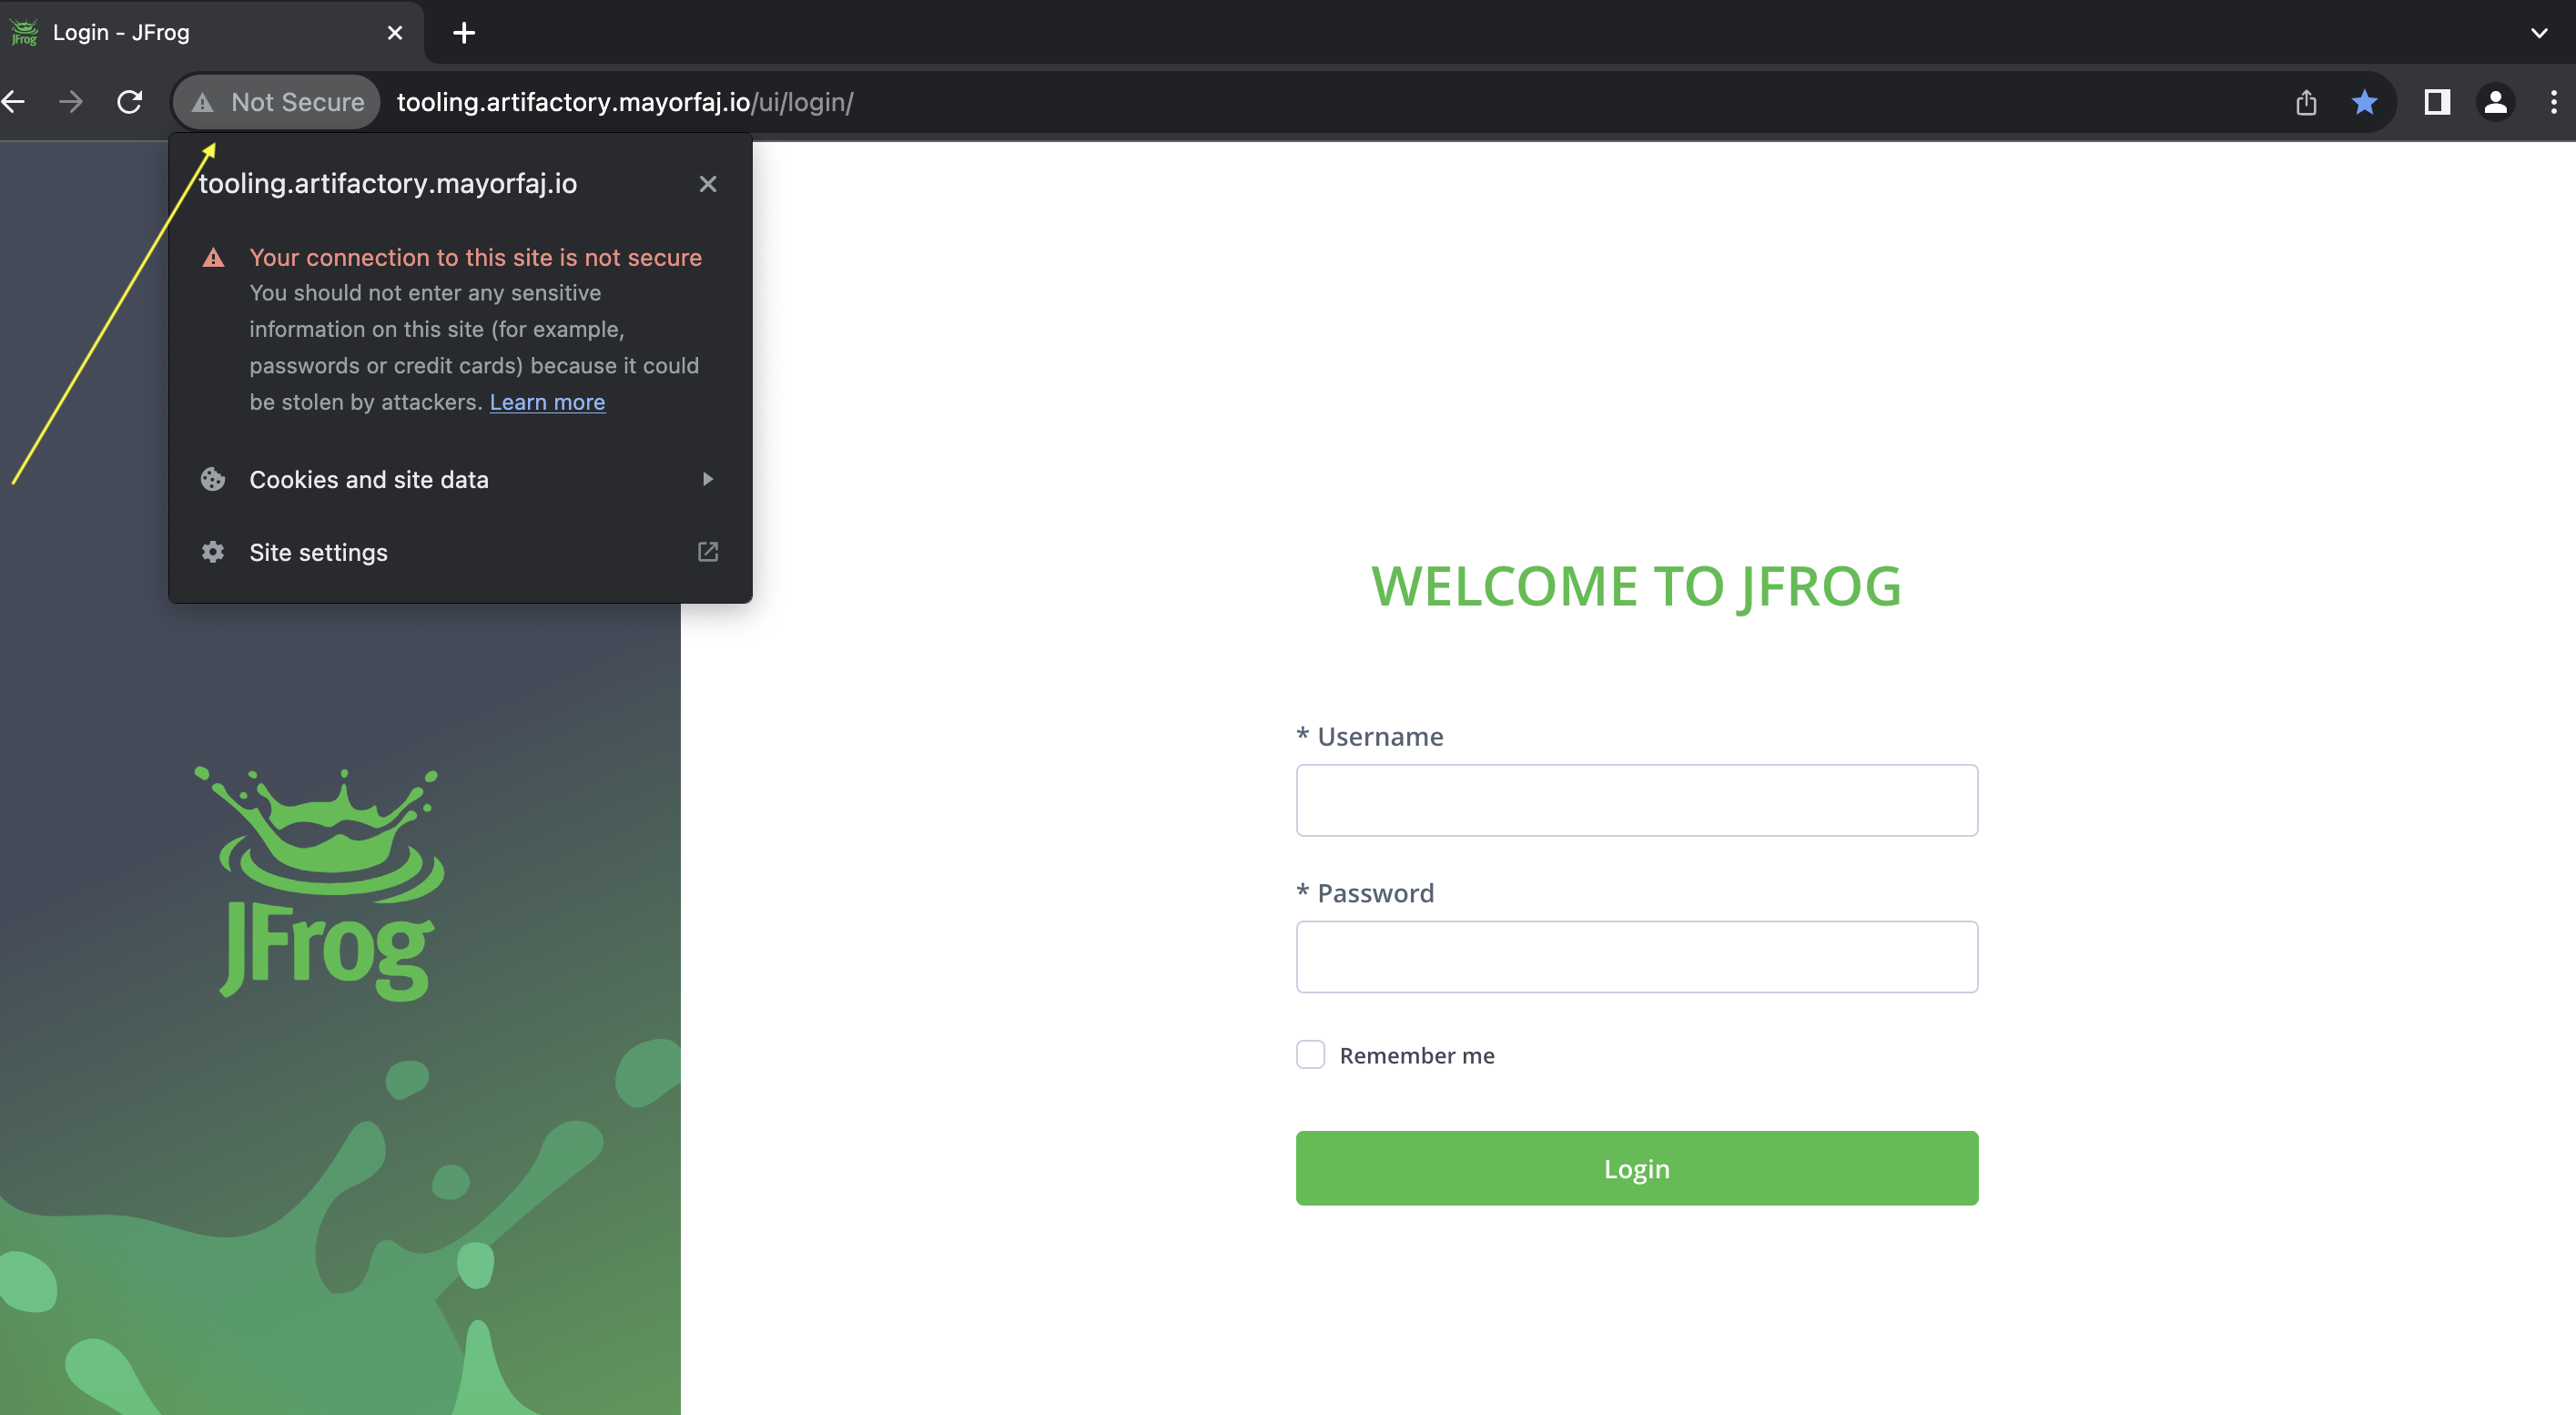 Login - JFrog
Not Secure tooling.artifactory.mayorfaj.io/ui/login/
tooling.artifactory.mayorfaj.io
Your connection to this site is not secure
You should not enter any sensitive
information on this site (for example,
passwords or credit cards) because it could
be stolen by attackers. Learn more
Cookies and site data
Site settings
JFrog
WELCOME TO JFROG
* Username
* Password
Remember me
Login